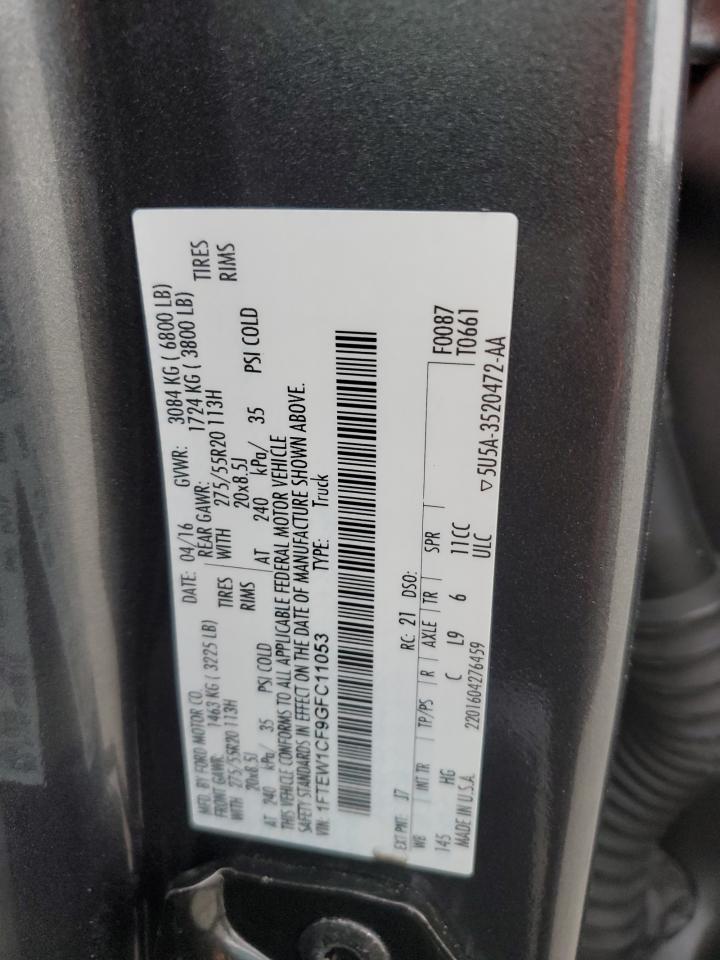 MFD. BY FORD MOTOR CO.
DATE: 04/16 GVWR: 3084 KG ( 6800 LB)
FRONT GAWR: 1463 KG ( 3225 LB) REAR GAWR: 1724 KG ( 3800 LB)
WITH 275/55R20 113H TIRES WITH 275/55R20 113H TIRES
20x8.5J RIMS 20x8.5J RIMS
AT 240 kPa/ 35 PSI COLD AT 240 kPa/ 35 PSI COLD
THIS VEHICLE CONFORMS TO ALL APPLICABLE FEDERAL MOTOR VEHICLE
SAFETY STANDARDS IN EFFECT ON THE DATE OF MANUFACTURE SHOWN ABOVE.
VIN: 1FTEW1CF9GFC11053 TYPE: Truck
EXT PNT: J7 RC: 21 DSO:
WB INT TR TP/PS R AXLE TR SPR F0087
145 HG C L9 6 11CC T0661
MADE IN U.S.A. 2201604276459 ULC
▽5U5A-3520472-AA